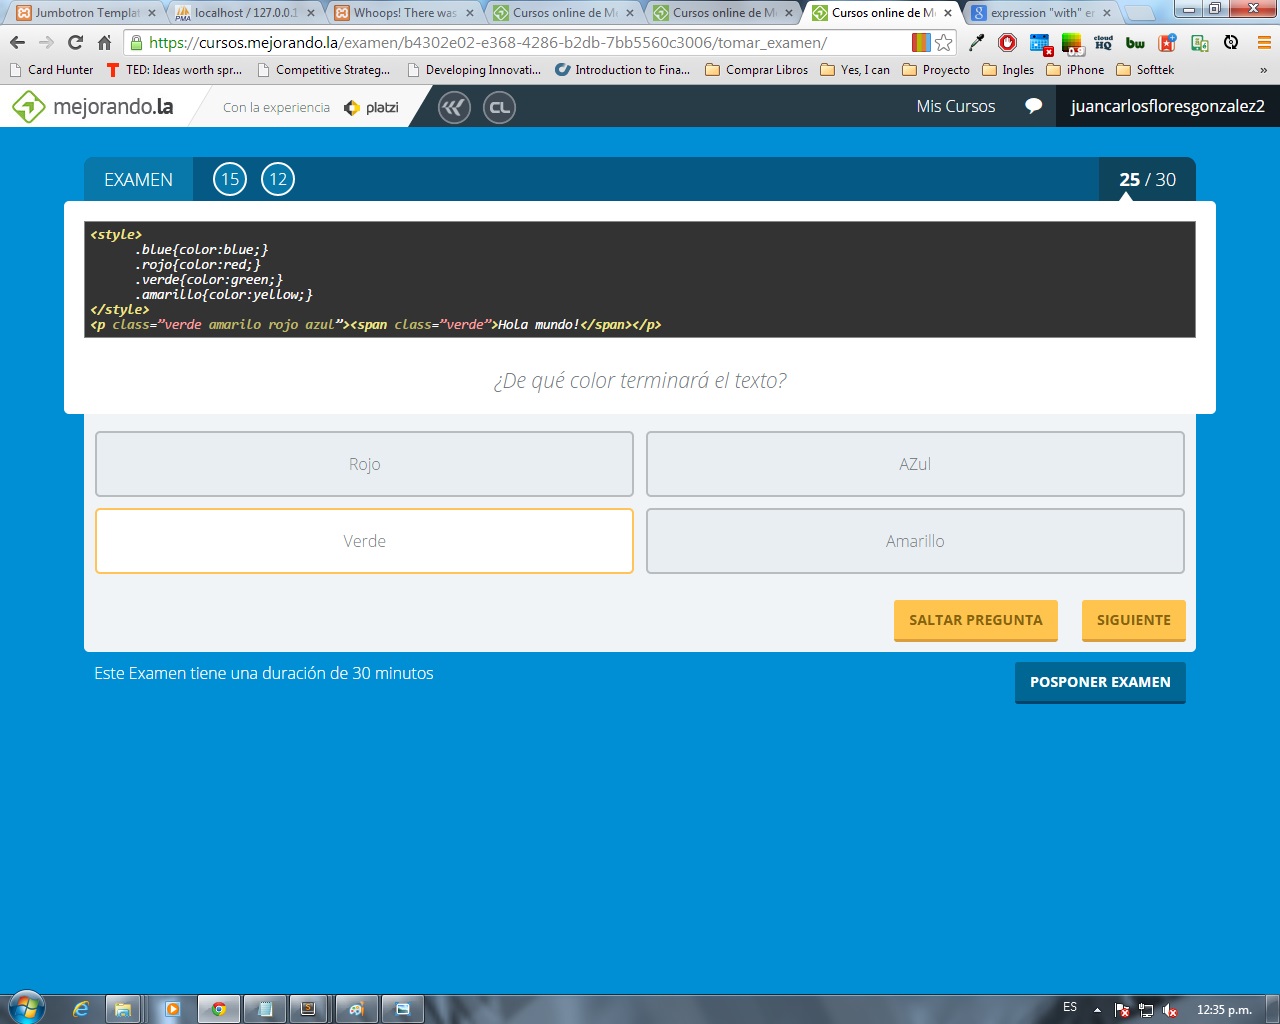 Jumbotron Templat
localhost / 127.0.0.1
Whoops! There was
Cursos online de Me
Cursos online de Me
Cursos online de Me
expression "with" er
https://cursos.mejorando.la/examen/b4302e02-e368-4286-b2db-7bb5560c3006/tomar_examen/
Card Hunter
TED: Ideas worth spr...
Competitive Strateg...
Developing Innovati...
Introduction to Fina...
Comprar Libros
Yes, I can
Proyecto
Ingles
iPhone
Softtek
»
mejorando.la
Con la experiencia
platzi
CL
Mis Cursos
juancarlosfloresgonzalez2
EXAMEN
15
12
25 / 30
<style>
.blue{color:blue;}
.rojo{color:red;}
.verde{color:green;}
.amarillo{color:yellow;}
</style>
<p class=”verde amarilo rojo azul”><span class=”verde”>Hola mundo!</span></p>
¿De qué color terminará el texto?
Rojo
AZul
Verde
Amarillo
SALTAR PREGUNTA
SIGUIENTE
Este Examen tiene una duración de 30 minutos
POSPONER EXAMEN
ES
12:35 p.m.